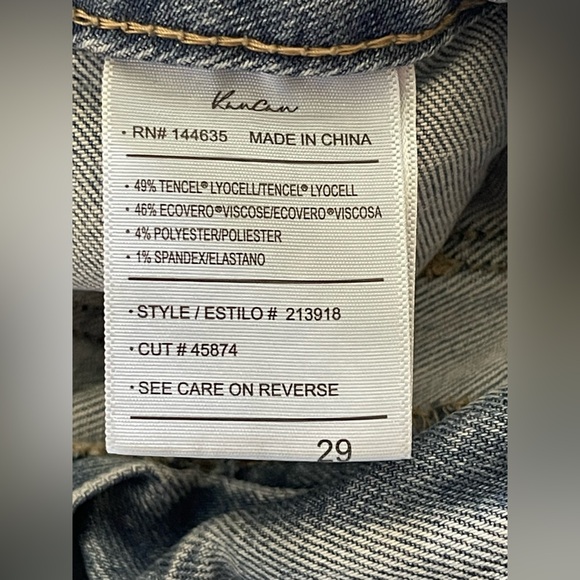 KanCan
• RN# 144635 MADE IN CHINA
• 49% TENCEL® LYOCELL/TENCEL® LYOCELL
• 46% ECOVERO®VISCOSE/ECOVERO®VISCOSA
• 4% POLYESTER/POLIESTER
• 1% SPANDEX/ELASTANO
• STYLE / ESTILO # 213918
• CUT # 45874
• SEE CARE ON REVERSE
29